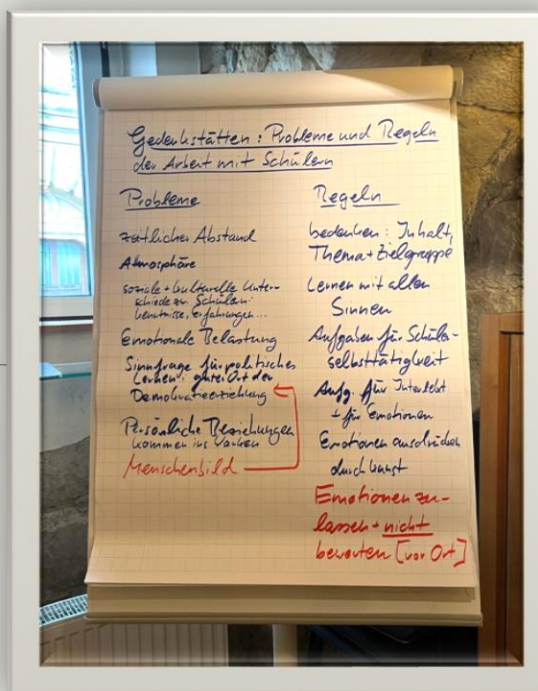 Gedenkstätten: Probleme und Regeln
der Arbeit mit Schülern
Probleme
zeitlicher Abstand
Atmosphäre
soziale + kulturelle Unter-
schiede zw. Schülern:
kenntnisse, erfahrungen...
Emotionale Belastung
Sinnfrage für politisches
Lernen: guter Ort der
Demokratieerziehung
Persönliche Beziehungen
kommen ins Wanken
Menschenbild
Regeln
bedenken: Inhalt,
Thema + Zielgruppe
Lernen mit allen
Sinnen
Aufgaben für Schüler-
selbsttätigkeit
Aufg. für Intellekt
+ für Emotionen
Emotionen ausdrücken
durch kunst
Emotionen zu-
lassen + nicht
bewerten [vor Ort]